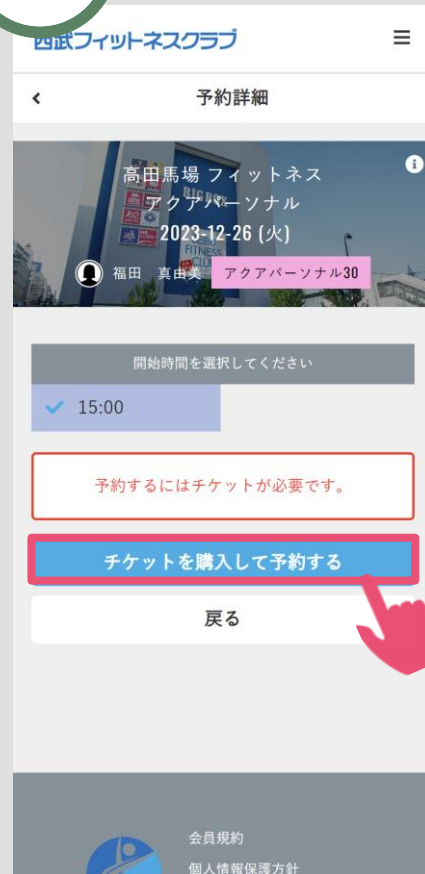 西武フィットネスクラブ
予約詳細
高田馬場 フィットネス
アクアパーソナル
2023-12-26 (火)
福田 真由美 アクアパーソナル30
BIGBOX
FITNESS
CLUB
開始時間を選択してください
15:00
予約するにはチケットが必要です。
チケットを購入して予約する
戻る
会員規約
個人情報保護方針